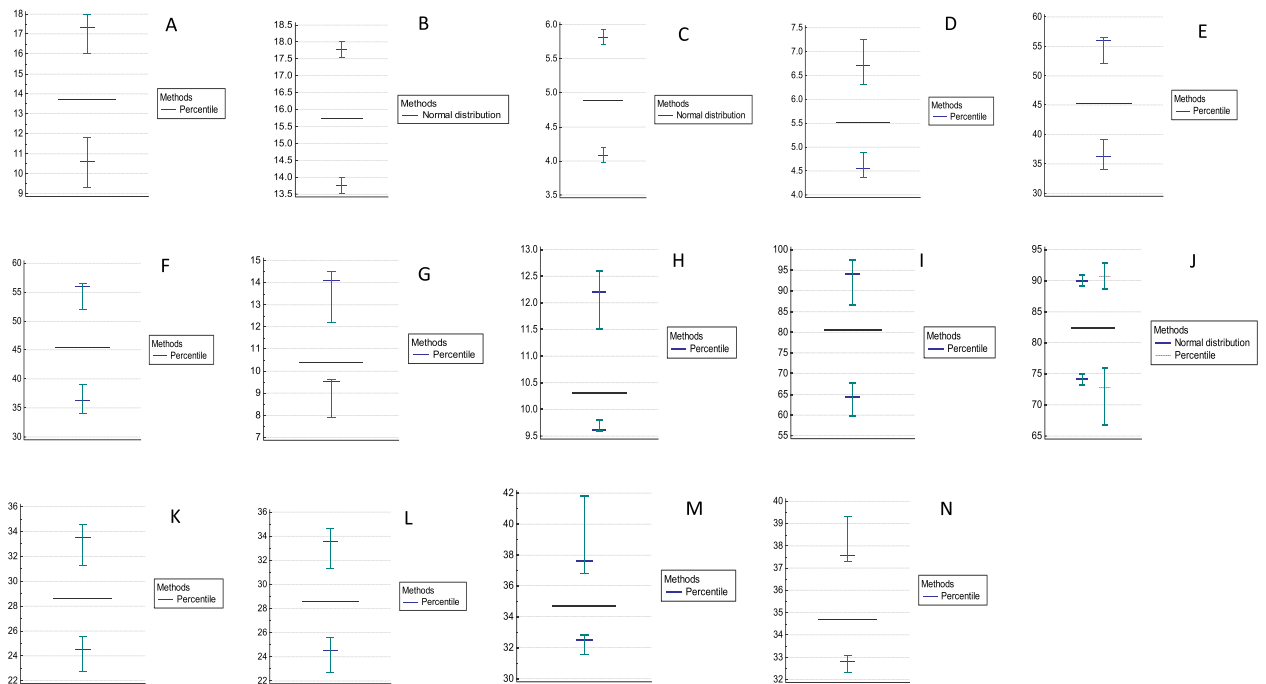 A
18
17
16
15
14
13
12
11
10
9
Methods
Percentile
B
18.5
18.0
17.5
17.0
16.5
16.0
15.5
15.0
14.5
14.0
13.5
Methods
Normal distribution
C
6.0
5.5
5.0
4.5
4.0
3.5
Methods
Normal distribution
D
7.5
7.0
6.5
6.0
5.5
5.0
4.5
4.0
Methods
Percentile
E
60
55
50
45
40
35
30
Methods
Percentile
F
60
55
50
45
40
35
30
Methods
Percentile
G
15
14
13
12
11
10
9
8
7
Methods
Percentile
H
13.0
12.5
12.0
11.5
11.0
10.5
10.0
9.5
Methods
Percentile
I
100
95
90
85
80
75
70
65
60
55
Methods
Percentile
J
95
90
85
80
75
70
65
Methods
Normal distribution
Percentile
K
36
34
32
30
28
26
24
22
Methods
Percentile
L
36
34
32
30
28
26
24
22
Methods
Percentile
M
42
40
38
36
34
32
30
Methods
Percentile
N
40
39
38
37
36
35
34
33
32
Methods
Percentile